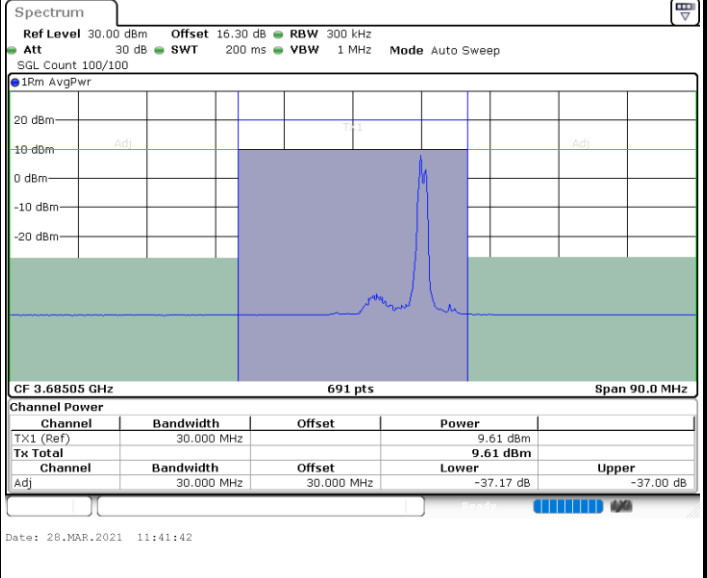 Spectrum
Ref Level 30.00 dBm Offset 16.30 dB RBW 300 kHz
Att 30 dB SWT 200 ms VBW 1 MHz Mode Auto Sweep
SGL Count 100/100
1Rm AvgPwr
20 dBm
TX1
Adj Adj
10 dBm
0 dBm
-10 dBm
-20 dBm
CF 3.68505 GHz 691 pts Span 90.0 MHz
Channel Power
Channel Bandwidth Offset Power
TX1 (Ref) 30.000 MHz 9.61 dBm
Tx Total 9.61 dBm
Channel Bandwidth Offset Lower Upper
Adj 30.000 MHz 30.000 MHz -37.17 dB -37.00 dB
Ready
Date: 28.MAR.2021 11:41:42